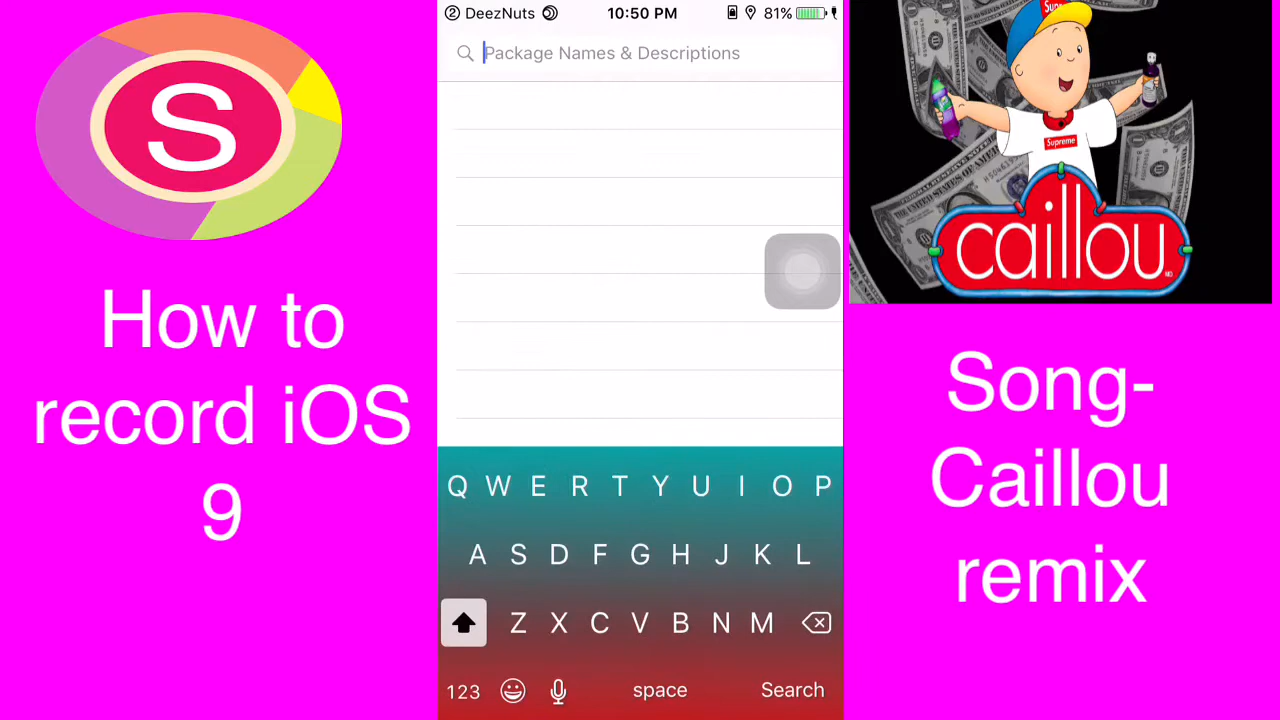 S
How to
record iOS
9
② DeezNuts 10:50 PM 81%
Package Names & Descriptions
Q W E R T Y U I O P
A S D F G H J K L
Z X C V B N M
123 space Search
Supreme
caillou
Song-
Caillou
remix